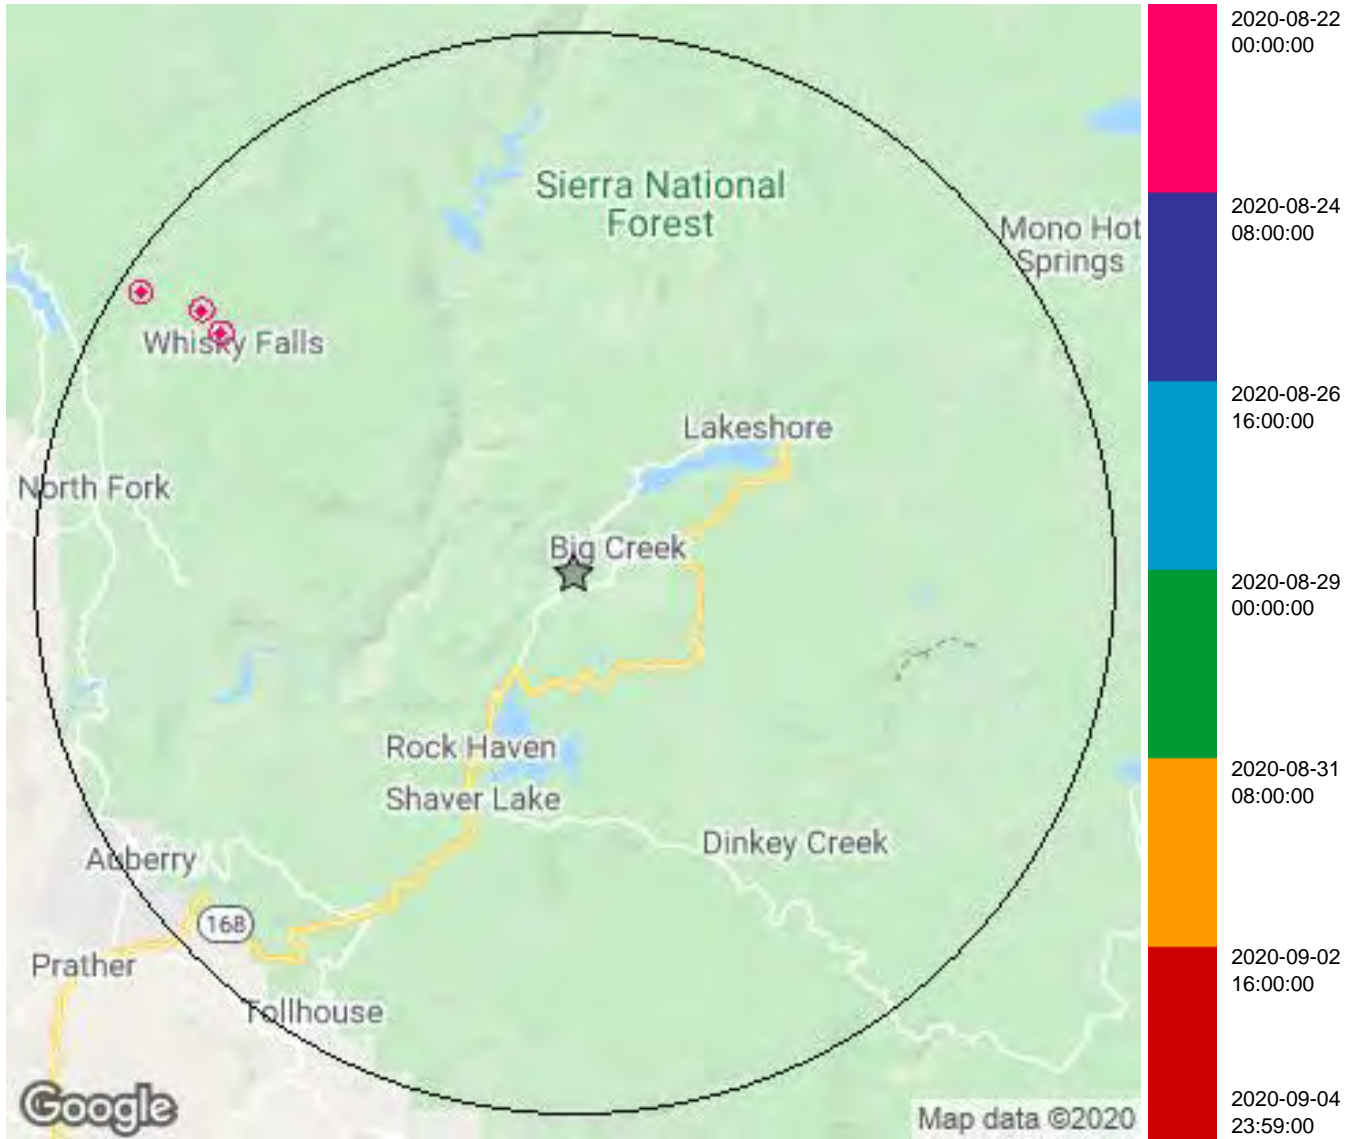 Sierra National
Forest
Mono Hot
Springs
Whisky Falls
Lakeshore
North Fork
Big Creek
Rock Haven
Shaver Lake
Dinkey Creek
Auberry
168
Prather
Tollhouse
Google
Map data ©2020
2020-08-22
00:00:00
2020-08-24
08:00:00
2020-08-26
16:00:00
2020-08-29
00:00:00
2020-08-31
08:00:00
2020-09-02
16:00:00
2020-09-04
23:59:00